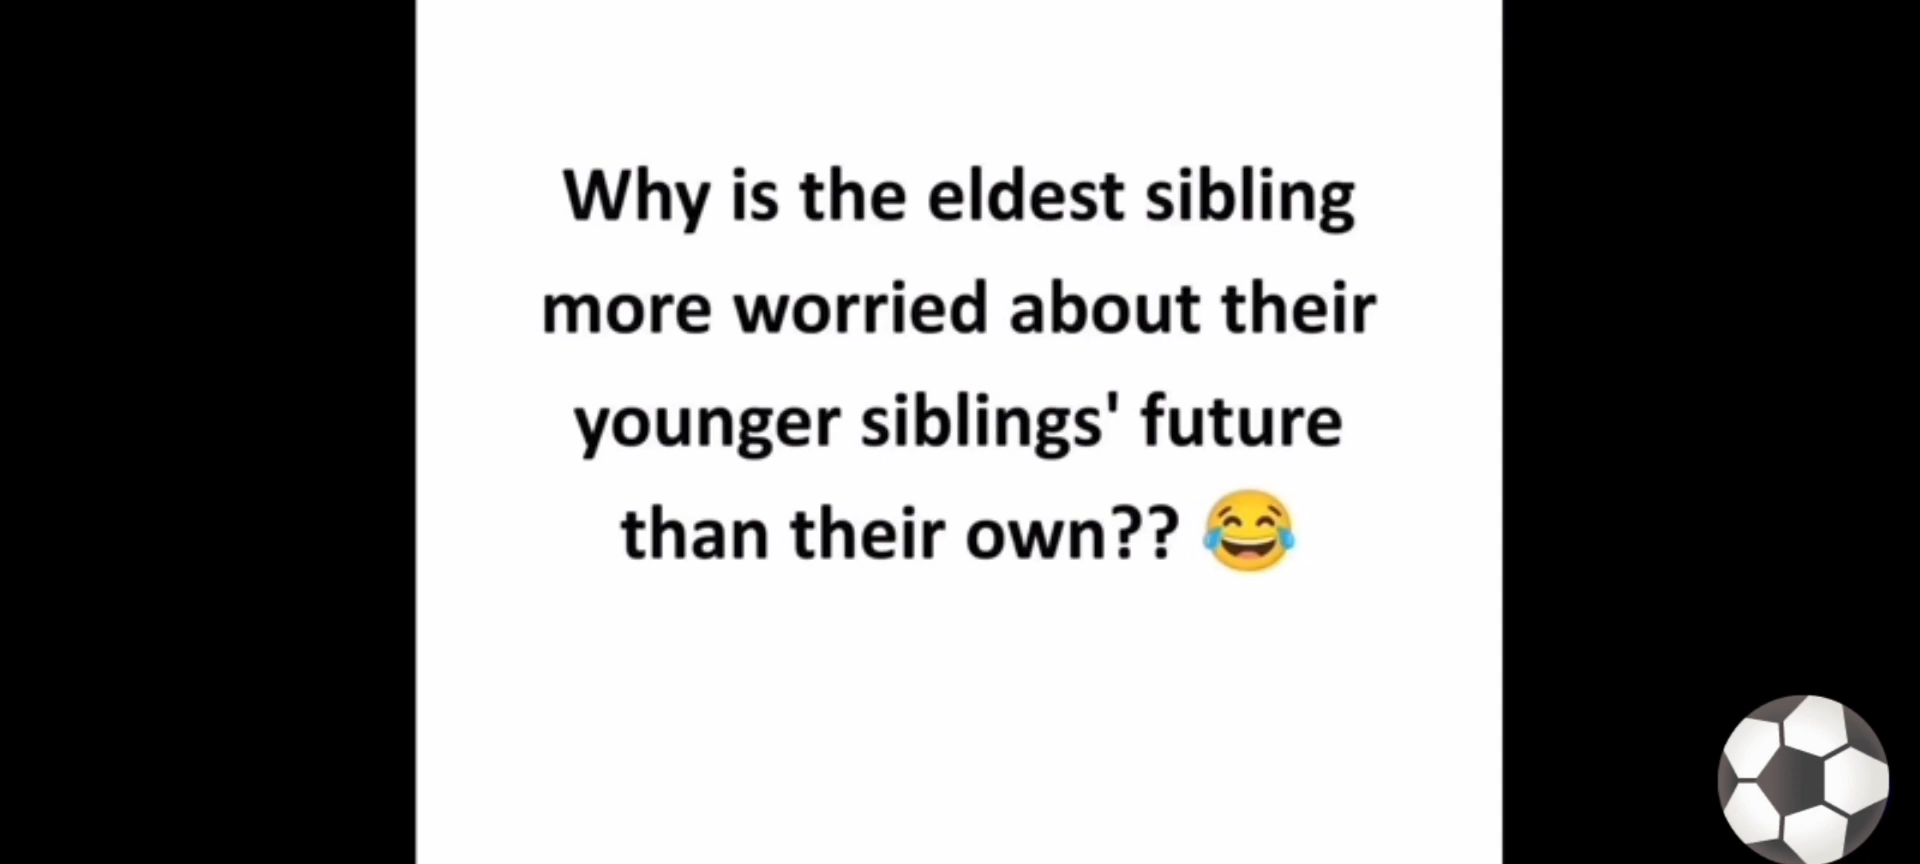 Why is the eldest sibling
more worried about their
younger siblings' future
than their own?? 😂